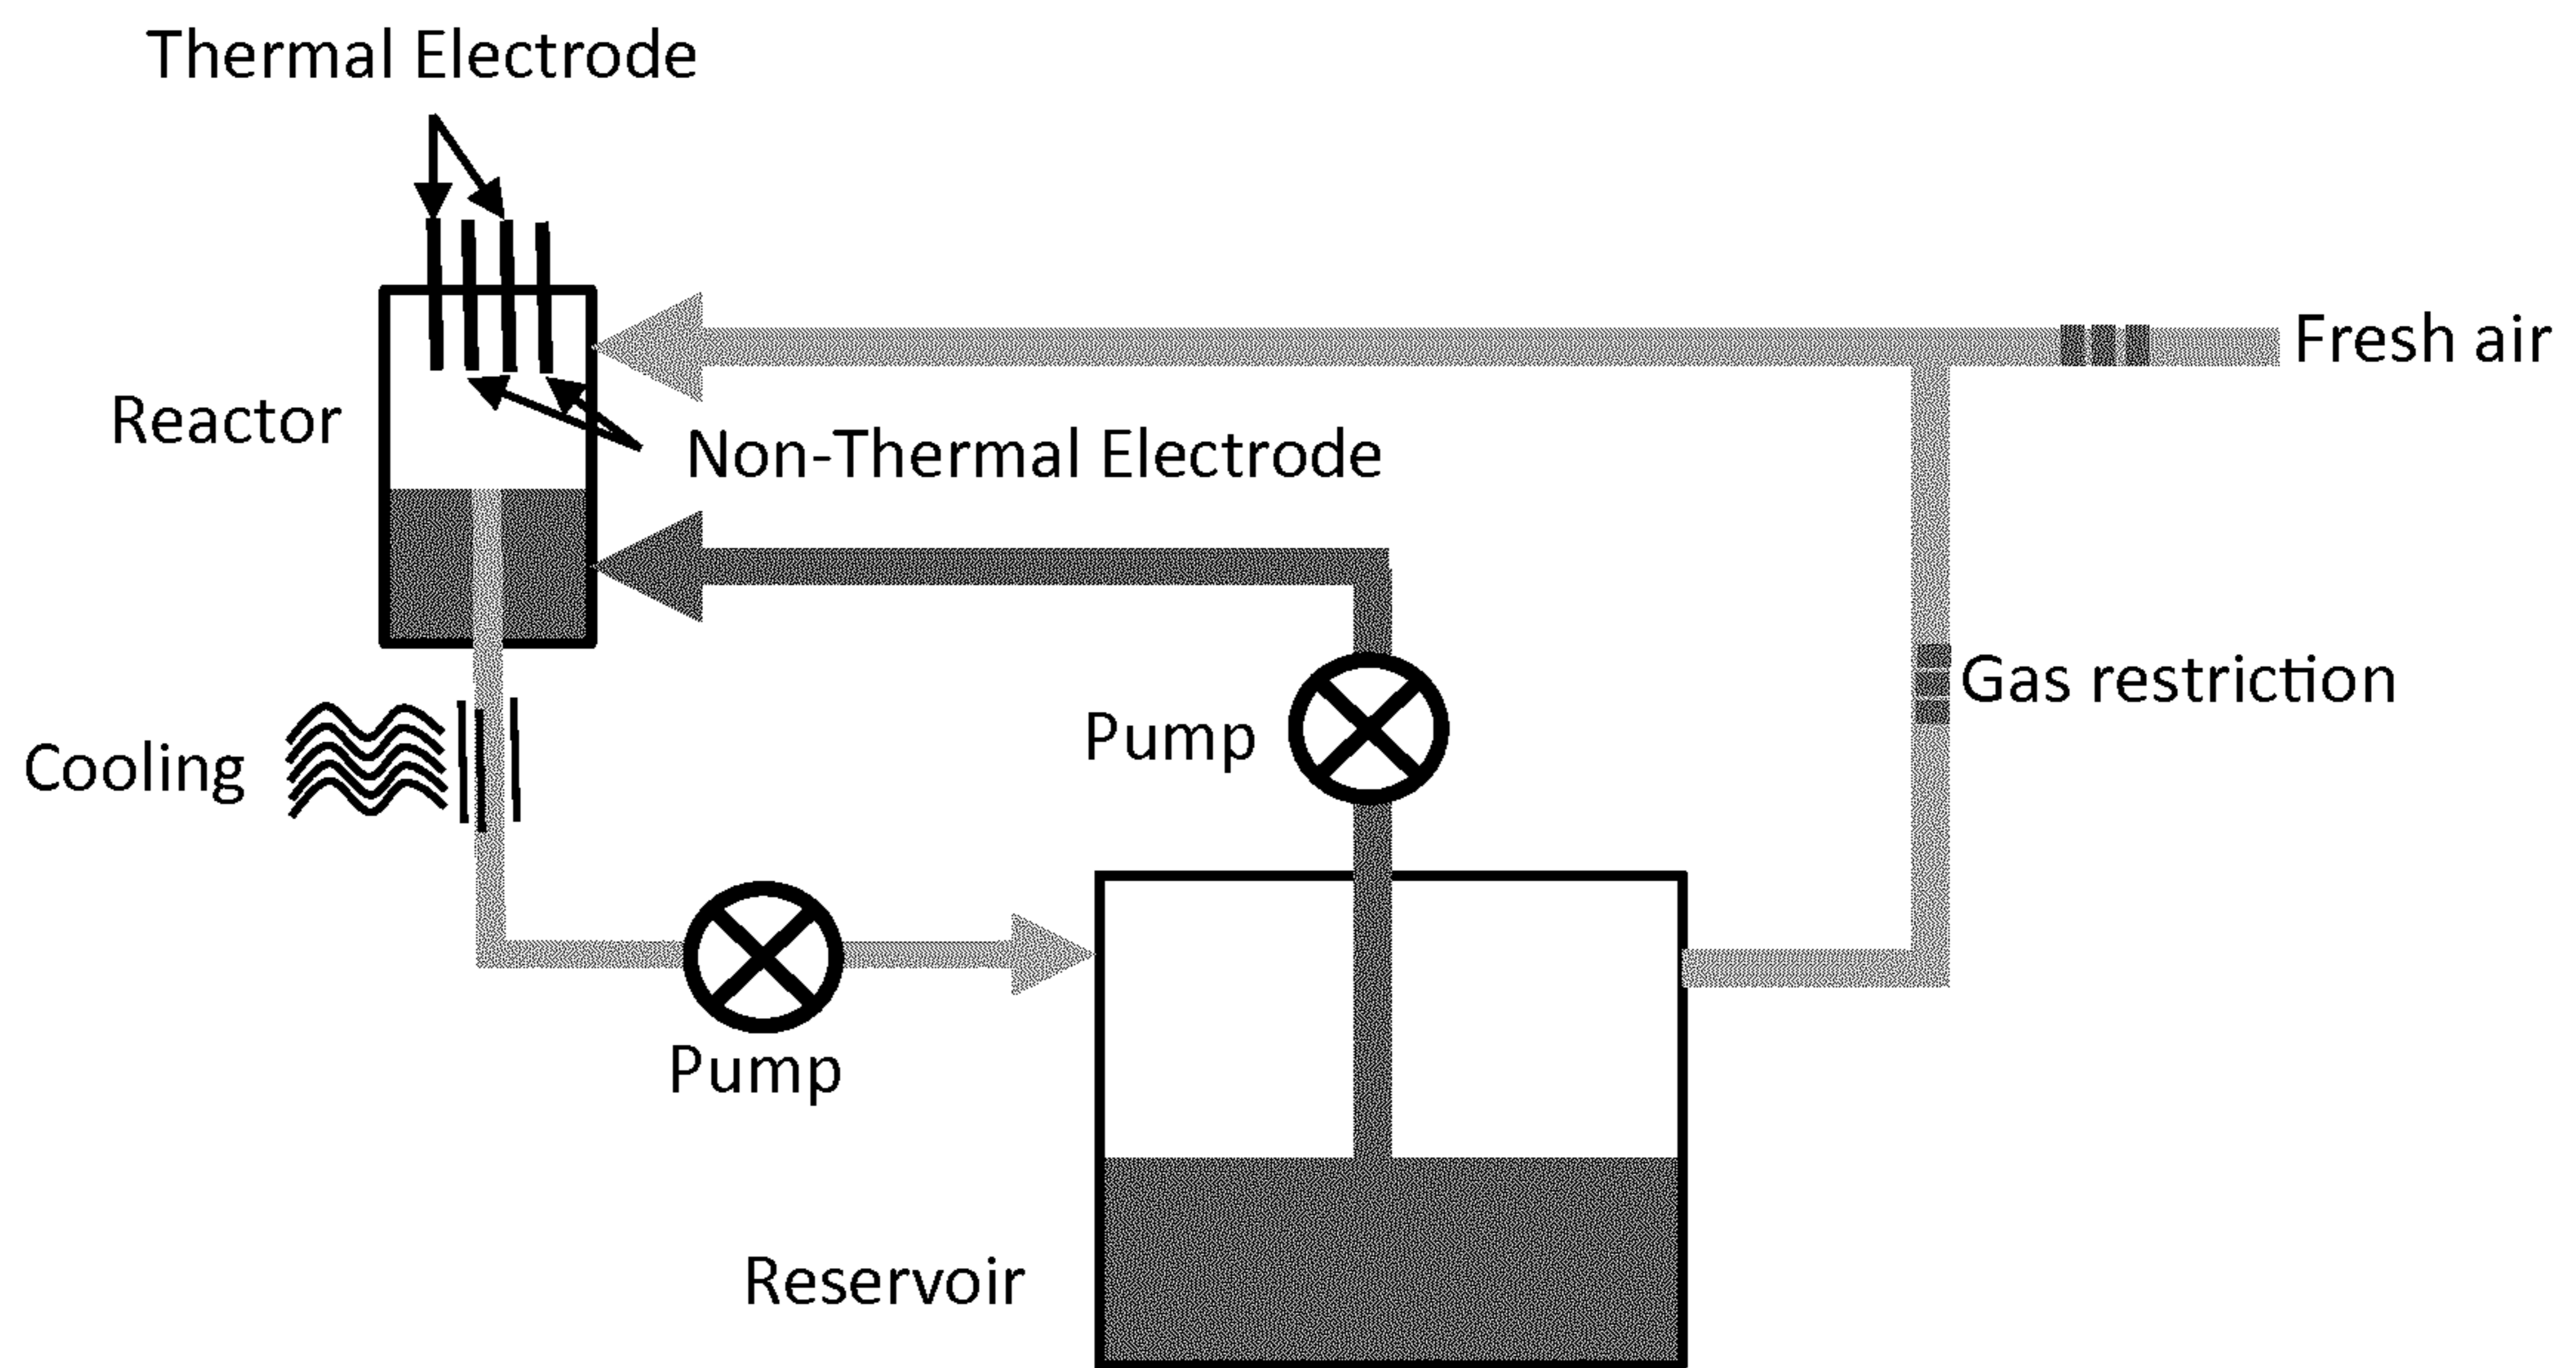 Thermal Electrode
Fresh air
Reactor
Non-Thermal Electrode
Gas restriction
Pump
Cooling
Pump
Reservoir